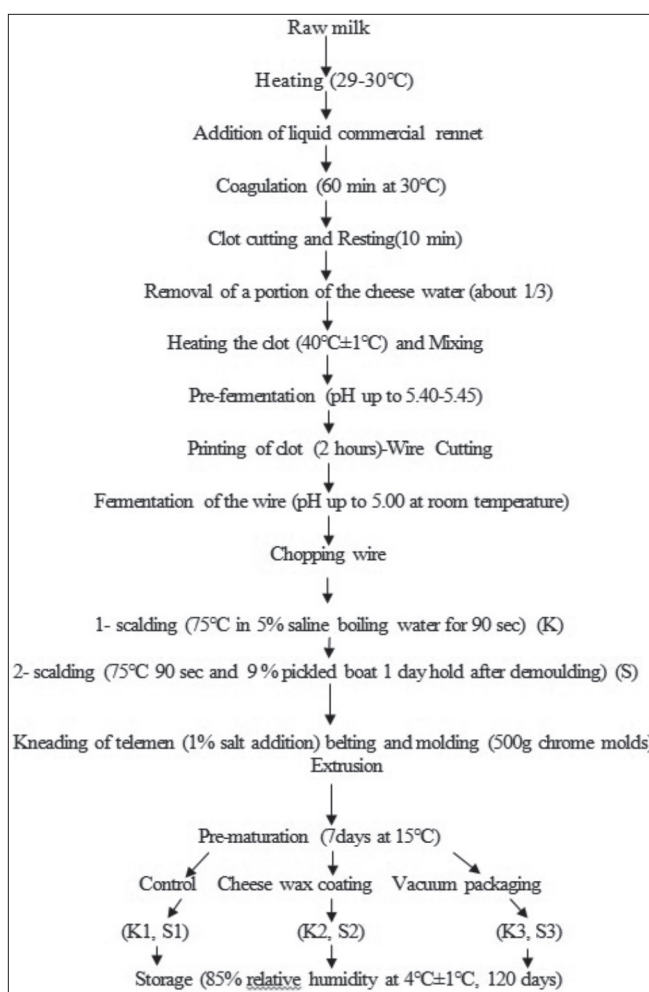 Raw milk
Heating (29-30℃)
Addition of liquid commercial rennet
Coagulation (60 min at 30℃)
Clot cutting and Resting(10 min)
Removal of a portion of the cheese water (about 1/3)
Heating the clot (40℃±1℃) and Mixing
Pre-fermentation (pH up to 5.40-5.45)
Printing of clot (2 hours)-Wire Cutting
Fermentation of the wire (pH up to 5.00 at room temperature)
Chopping wire
1- scalding (75℃ in 5% saline boiling water for 90 sec) (K)
2- scalding (75℃ 90 sec and 9% pickled boat 1 day hold after demoulding) (S)
Kneading of telemen (1% salt addition) belting and molding (500g chrome molds)
Extrusion
Pre-maturation (7days at 15℃)
Control Cheese wax coating Vacuum packaging
(K1, S1) (K2, S2) (K3, S3)
Storage (85% relative humidity at 4℃±1℃, 120 days)